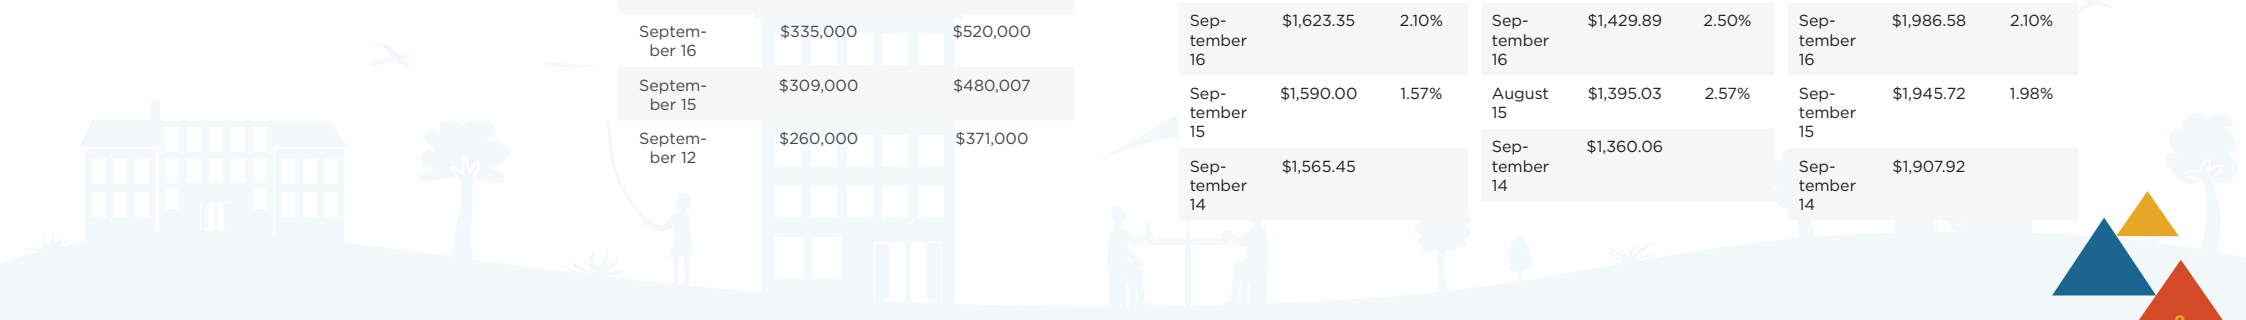 Septem-
ber 16
$335,000
$520,000
Septem-
ber 15
$309,000
$480,007
Septem-
ber 12
$260,000
$371,000
Sep-
tember
16
$1,623.35
2.10%
Sep-
tember
15
$1,590.00
1.57%
Sep-
tember
14
$1,565.45
Sep-
tember
16
$1,429.89
2.50%
August
15
$1,395.03
2.57%
Sep-
tember
14
$1,360.06
Sep-
tember
16
$1,986.58
2.10%
Sep-
tember
15
$1,945.72
1.98%
Sep-
tember
14
$1,907.92